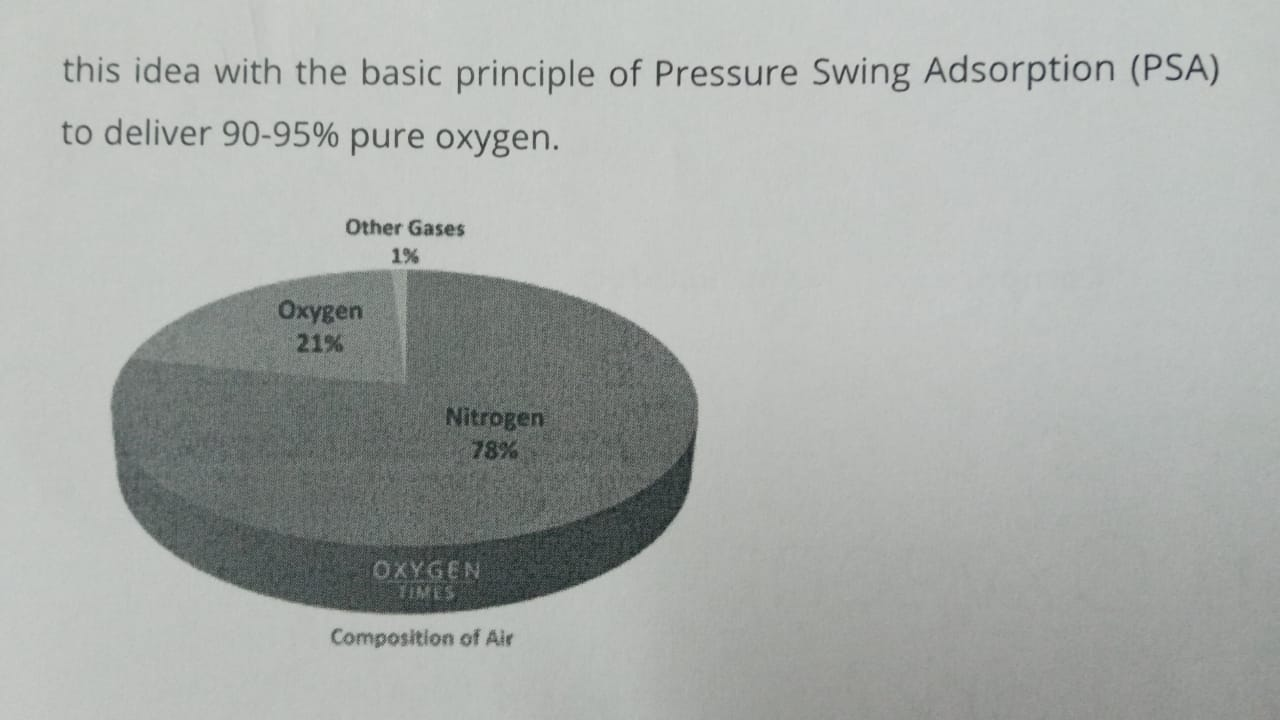 this idea with the basic principle of Pressure Swing Adsorption (PSA)
to deliver 90-95% pure oxygen.
Other Gases
1%
Oxygen
21%
Nitrogen
78%
OXYGEN
TIMES
Composition of Air